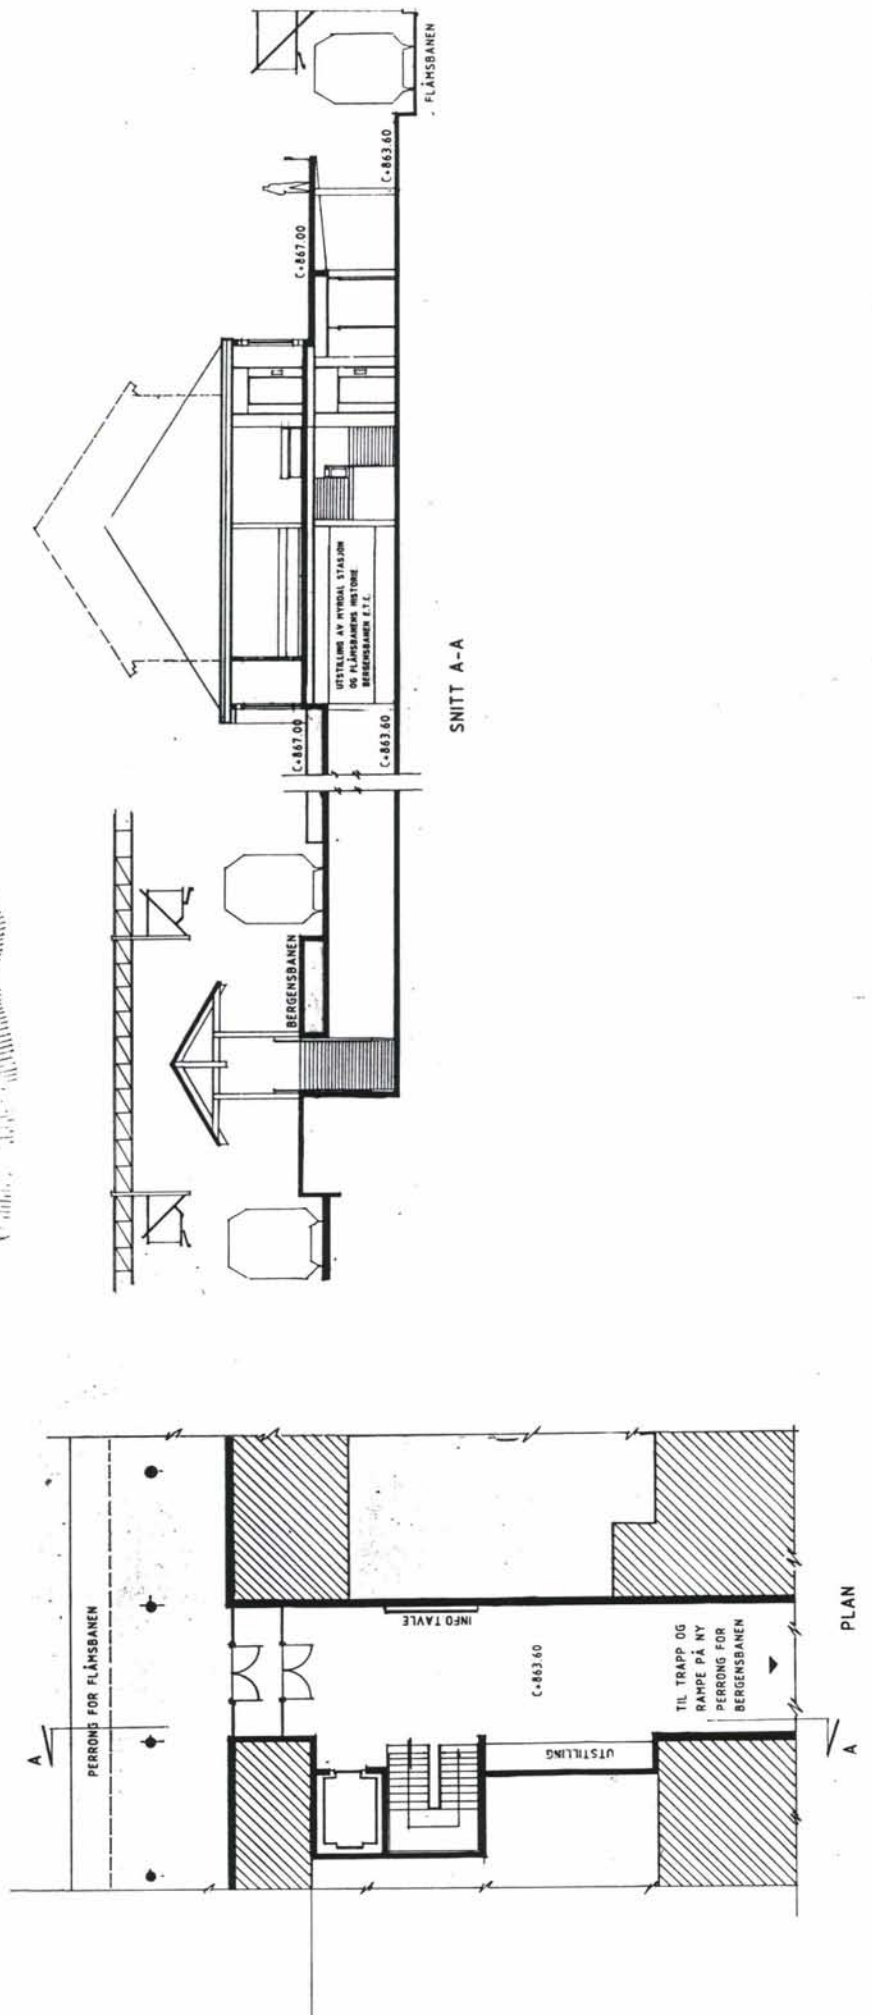 FLÅMSBANEN
C+863.60
C+867.00
UTSTILLING AV MYRDAL STASJON
OG FLÅMSBANENS HISTORIE.
BERGENSBANEN E.T.C.
C+867.00
C+863.60
BERGENSBANEN
SNITT A-A
PERRONG FOR FLÅMSBANEN
A
INFO TAVLE
C+863.60
UTSTILLING
TIL TRAPP OG
RAMPE PÅ NY
PERRONG FOR
BERGENSBANEN
A
PLAN